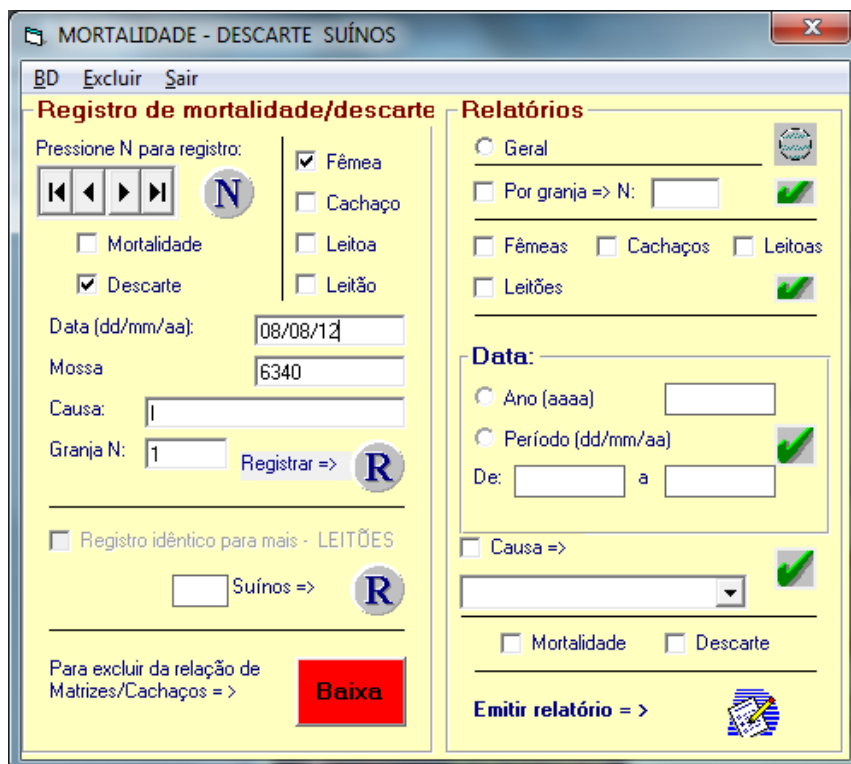 MORTALIDADE - DESCARTE SUÍNOS
x
BD Excluir Sair
Registro de mortalidade/descarte
Pressione N para registro:
N
Fêmea
Cachaço
Mortalidade
Leitoa
Descarte
Leitão
Data (dd/mm/aa): 08/08/12
Mossa 6340
Causa: I
Granja N: 1 Registrar => R
Registro idêntico para mais - LEITÕES
Suínos => R
Para excluir da relação de
Matrizes/Cachaços = >
Baixa
Relatórios
Geral
Por granja => N:
Fêmeas Cachaços Leitoas
Leitões
Data:
Ano (aaaa)
Período (dd/mm/aa)
De: a
Causa =>
Mortalidade Descarte
Emitir relatório = >